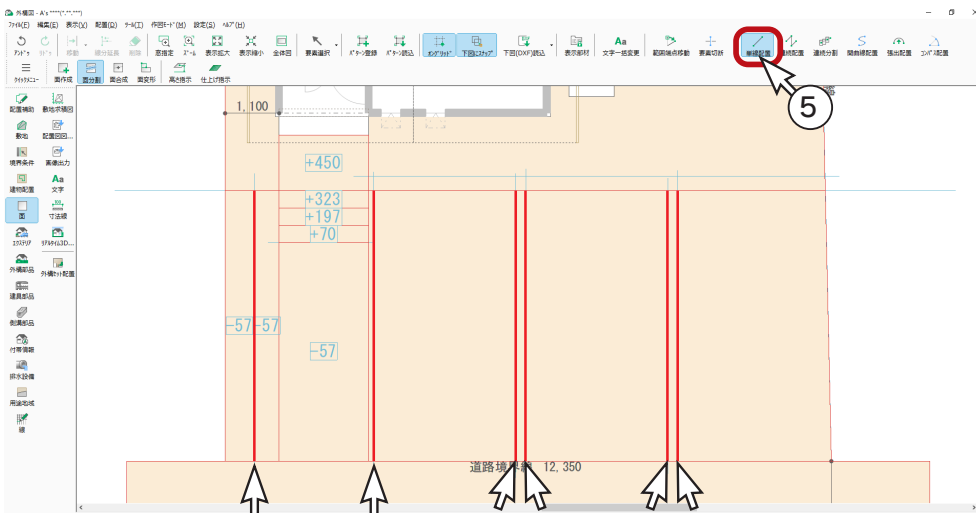 外構図 - A's ****(*.**.***)
ﾌｧｲﾙ(F) 編集(E) 表示(V) 配置(D) ﾂｰﾙ(T) 作図ﾓｰﾄﾞ(M) 設定(S) ﾍﾙﾌﾟ(H)
ｱﾝﾄﾞｩ ﾘﾄﾞｩ 移動 線分延長 削除 窓指定 ｽﾞｰﾑ 表示拡大 表示縮小 全体図 要素選択 ﾊﾟﾀｰﾝ登録 ﾊﾟﾀｰﾝ読込 ｵﾝｸﾞﾘｯﾄﾞ 下図にｽﾅｯﾌﾟ 下図(DXF)読込 表示部材 Aa 文字一括変更 範囲端点移動 要素切断 単線配置 連続配置 連続分割 円曲線配置 張出配置 ｺﾝﾊﾟｽ配置
ｸｲｯｸﾒﾆｭｰ 面作成 面分割 面合成 面変形 高さ指示 仕上げ指示
5
配置補助 敷地求積図
敷地 配置図図...
境界条件 画像出力
建物配置 Aa 文字
面 寸法線
ｴｸｽﾃﾘｱ ﾘｱﾙﾀｲﾑ3D...
外構部品 外構ｾｯﾄ配置
建具部品
側溝部品
付帯情報
排水設備
用途地域
線
1,100
+450
+323
+197
+70
-57 -57
-57
道路境界線 12,350